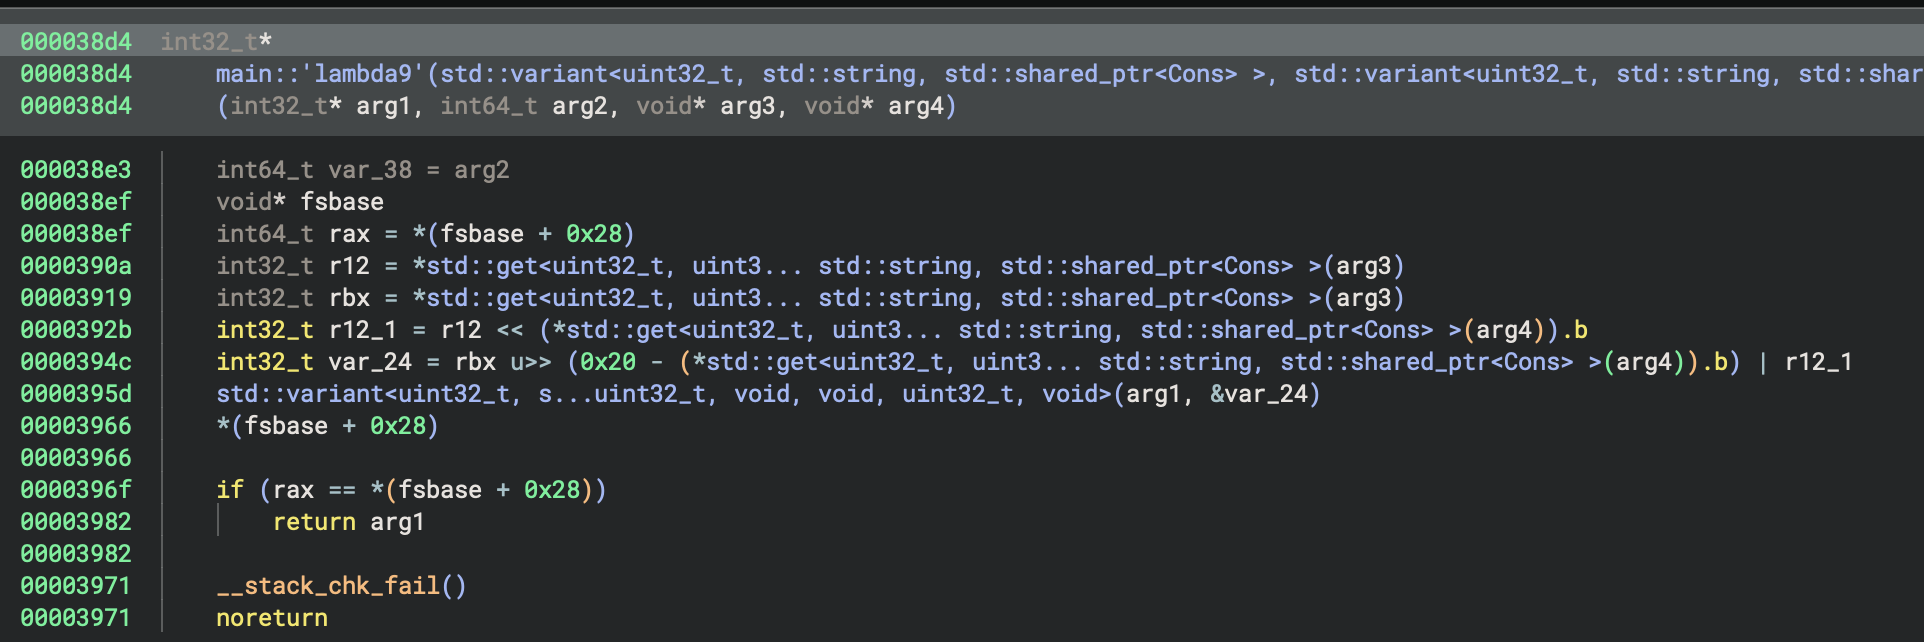 000038d4 int32_t*
000038d4 main::'lambda9'(std::variant<uint32_t, std::string, std::shared_ptr<Cons> >, std::variant<uint32_t, std::string, std::shar
000038d4 (int32_t* arg1, int64_t arg2, void* arg3, void* arg4)
000038e3 int64_t var_38 = arg2
000038ef void* fsbase
000038ef int64_t rax = *(fsbase + 0x28)
0000390a int32_t r12 = *std::get<uint32_t, uint3... std::string, std::shared_ptr<Cons> >(arg3)
00003919 int32_t rbx = *std::get<uint32_t, uint3... std::string, std::shared_ptr<Cons> >(arg3)
0000392b int32_t r12_1 = r12 << (*std::get<uint32_t, uint3... std::string, std::shared_ptr<Cons> >(arg4)).b
0000394c int32_t var_24 = rbx u>> (0x20 - (*std::get<uint32_t, uint3... std::string, std::shared_ptr<Cons> >(arg4)).b) | r12_1
0000395d std::variant<uint32_t, s...uint32_t, void, void, uint32_t, void>(arg1, &var_24)
00003966 *(fsbase + 0x28)
00003966
0000396f if (rax == *(fsbase + 0x28))
00003982 return arg1
00003982
00003971 __stack_chk_fail()
00003971 noreturn